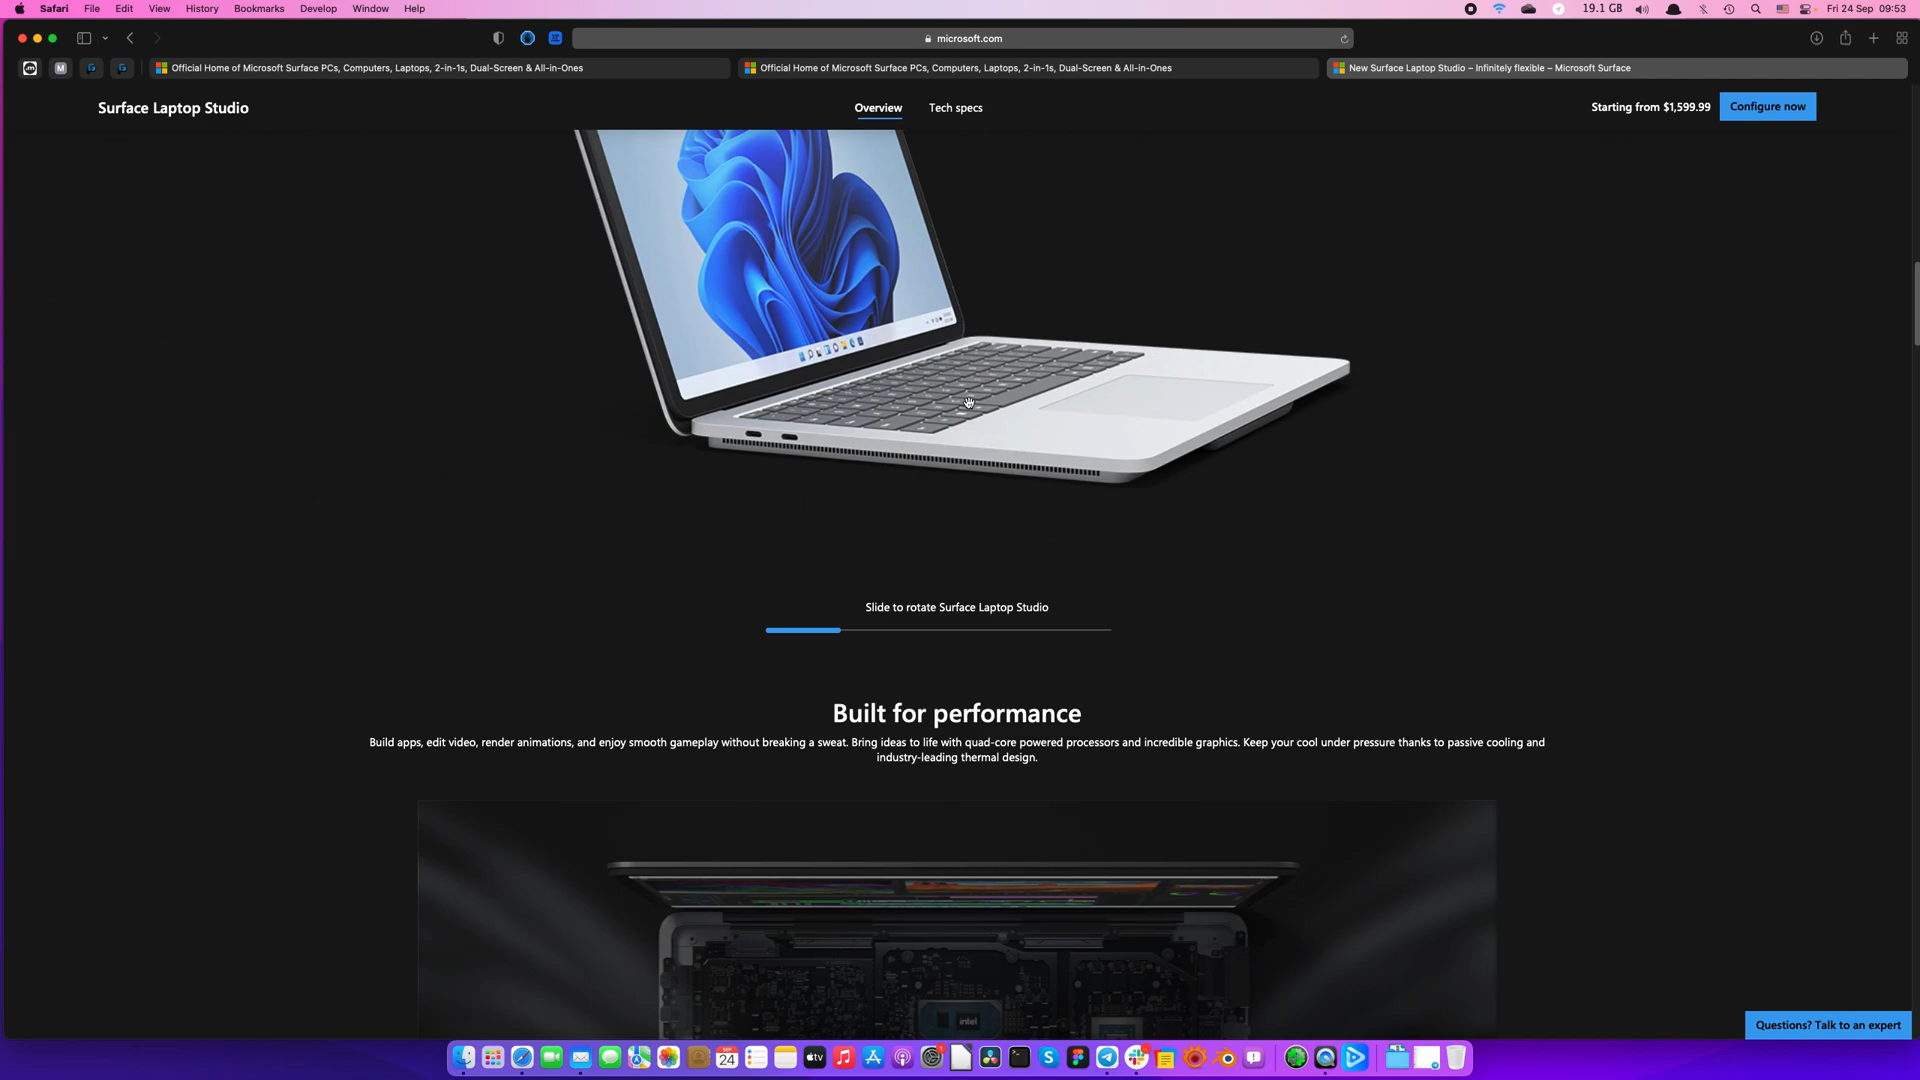 Safari File Edit View History Bookmarks Develop Window Help 19.1 GB Fri 24 Sep 09:53
microsoft.com
M G G Official Home of Microsoft Surface PCs, Computers, Laptops, 2-in-1s, Dual-Screen & All-in-Ones Official Home of Microsoft Surface PCs, Computers, Laptops, 2-in-1s, Dual-Screen & All-in-Ones New Surface Laptop Studio – Infinitely flexible – Microsoft Surface
Surface Laptop Studio Overview Tech specs Starting from $1,599.99 Configure now
Slide to rotate Surface Laptop Studio
Built for performance
Build apps, edit video, render animations, and enjoy smooth gameplay without breaking a sweat. Bring ideas to life with quad-core powered processors and incredible graphics. Keep your cool under pressure thanks to passive cooling and
industry-leading thermal design.
intel
Questions? Talk to an expert
SEP
24 tv